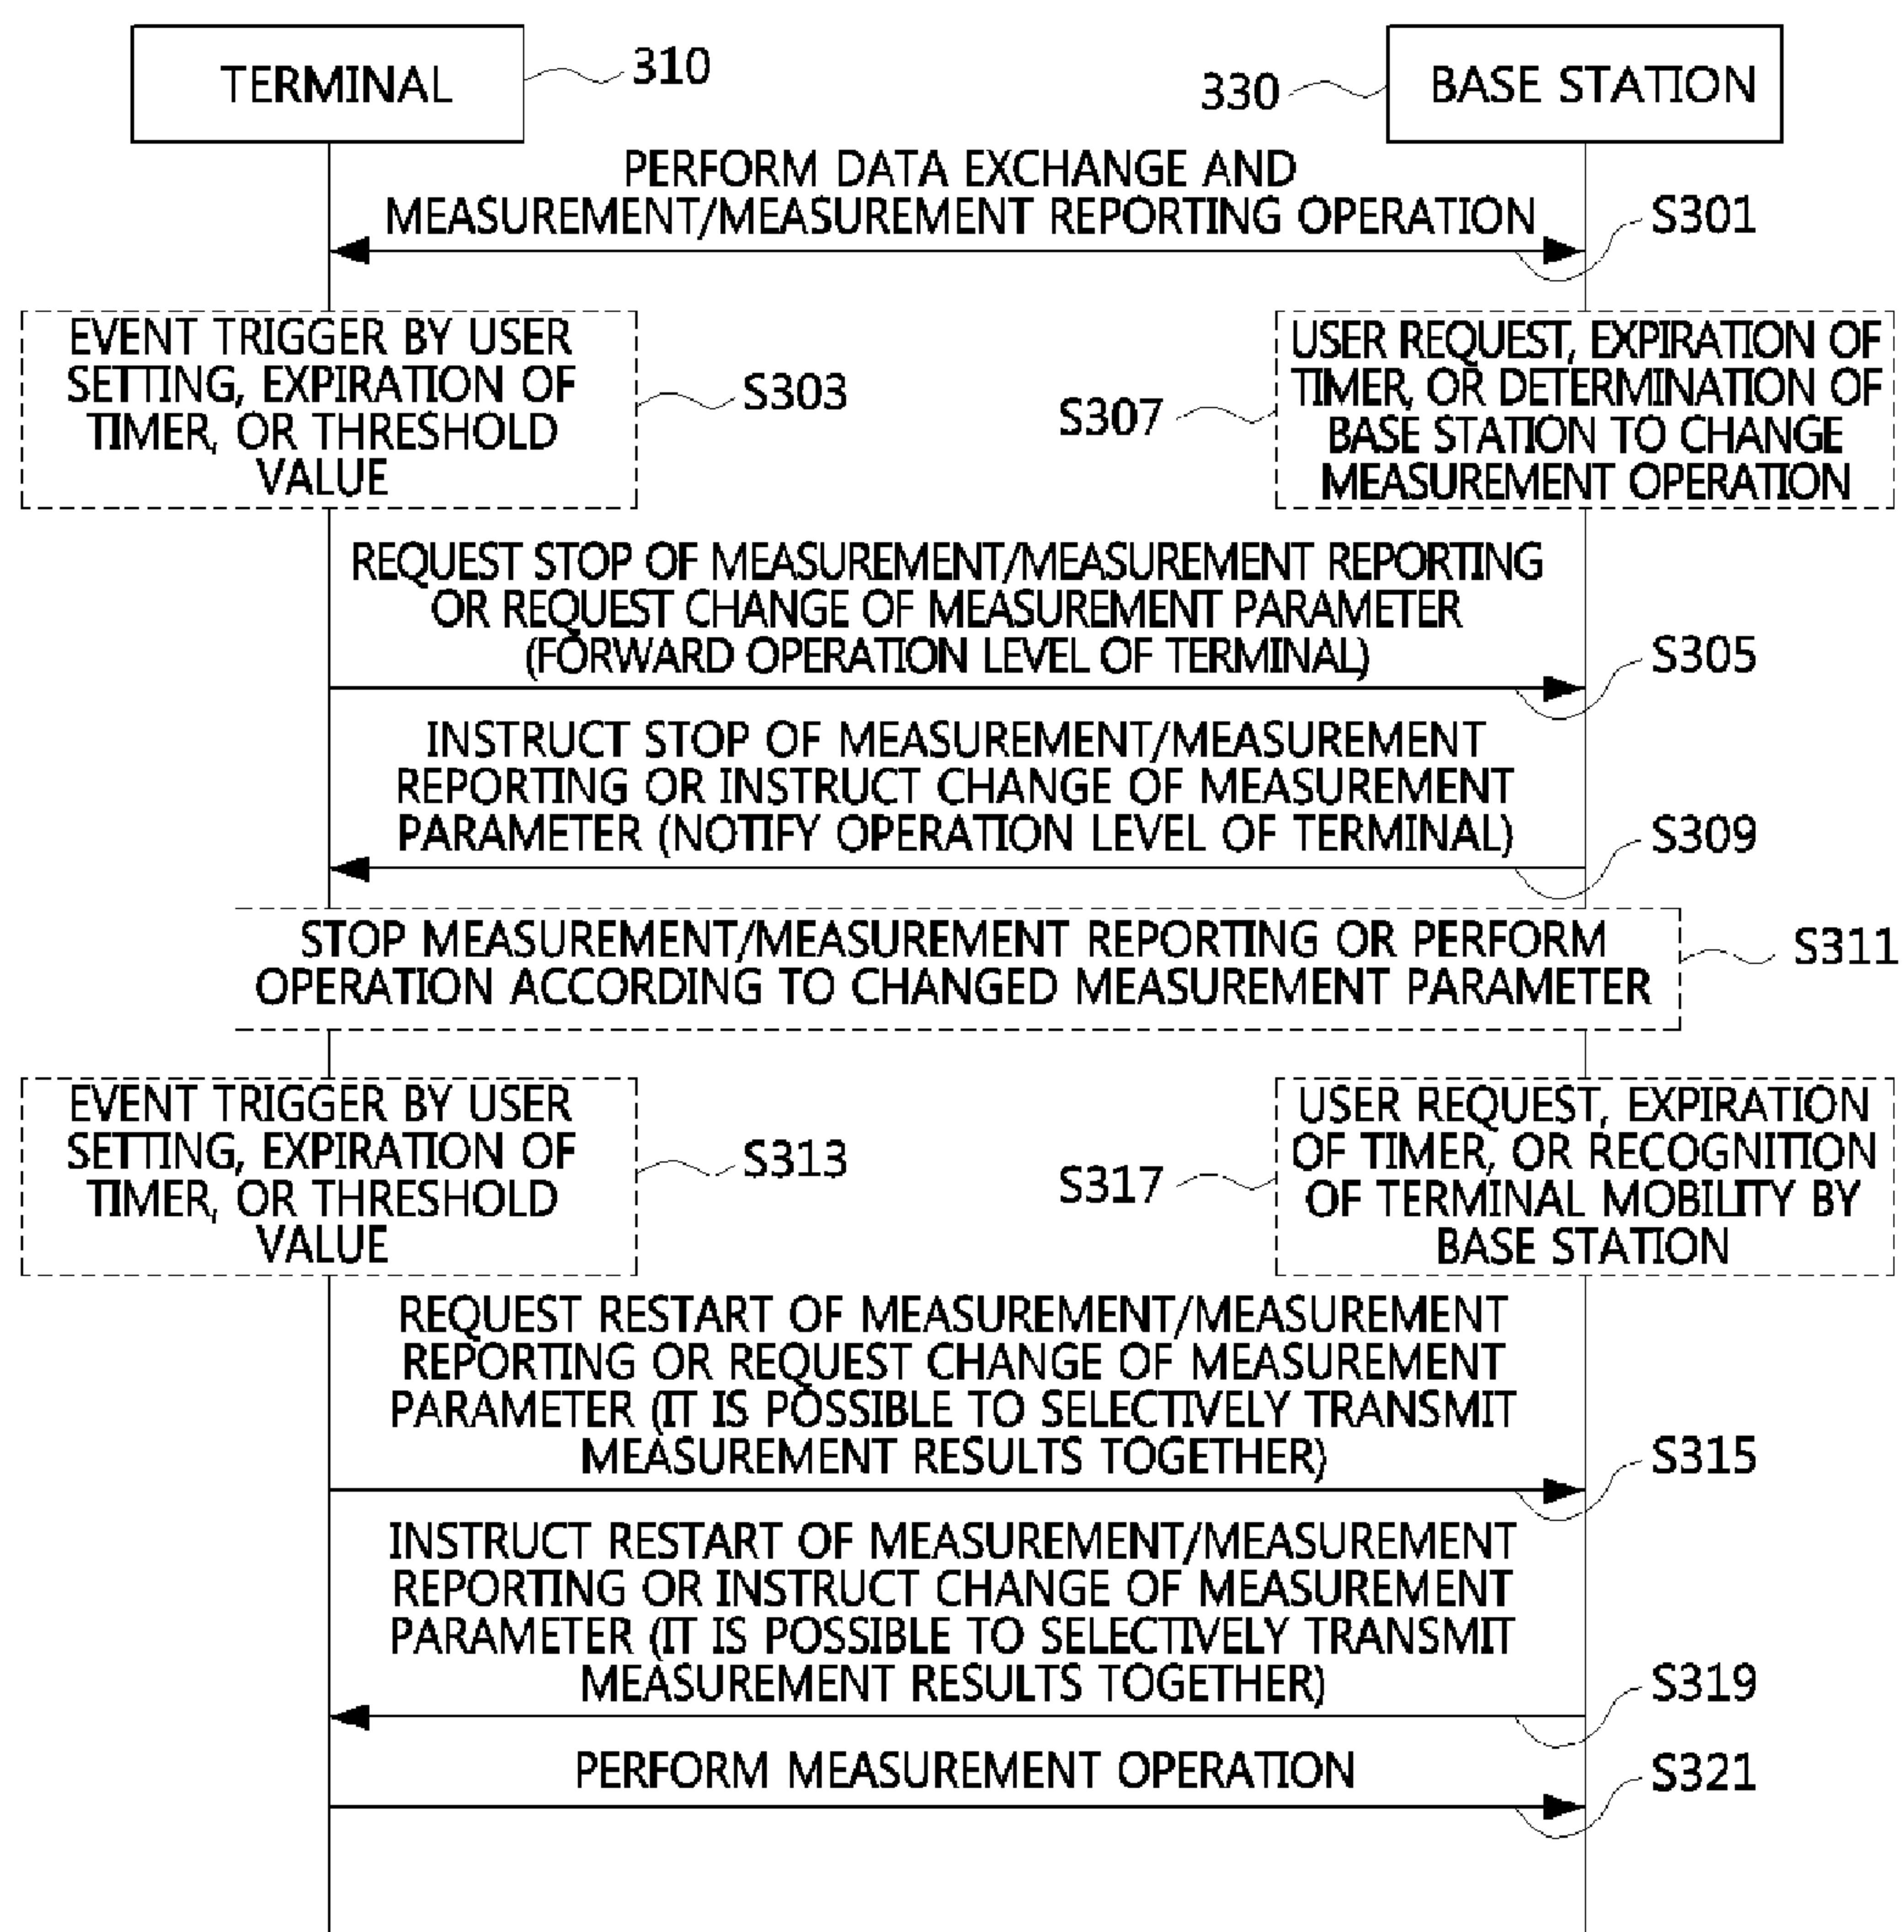 TERMINAL
310
330
BASE STATION
PERFORM DATA EXCHANGE AND
MEASUREMENT/MEASUREMENT REPORTING OPERATION
S301
EVENT TRIGGER BY USER
SETTING, EXPIRATION OF
TIMER, OR THRESHOLD
VALUE
S303
S307
USER REQUEST, EXPIRATION OF
TIMER, OR DETERMINATION OF
BASE STATION TO CHANGE
MEASUREMENT OPERATION
REQUEST STOP OF MEASUREMENT/MEASUREMENT REPORTING
OR REQUEST CHANGE OF MEASUREMENT PARAMETER
(FORWARD OPERATION LEVEL OF TERMINAL)
S305
INSTRUCT STOP OF MEASUREMENT/MEASUREMENT
REPORTING OR INSTRUCT CHANGE OF MEASUREMENT
PARAMETER (NOTIFY OPERATION LEVEL OF TERMINAL)
S309
STOP MEASUREMENT/MEASUREMENT REPORTING OR PERFORM
OPERATION ACCORDING TO CHANGED MEASUREMENT PARAMETER
S311
EVENT TRIGGER BY USER
SETTING, EXPIRATION OF
TIMER, OR THRESHOLD
VALUE
S313
S317
USER REQUEST, EXPIRATION
OF TIMER, OR RECOGNITION
OF TERMINAL MOBILITY BY
BASE STATION
REQUEST RESTART OF MEASUREMENT/MEASUREMENT
REPORTING OR REQUEST CHANGE OF MEASUREMENT
PARAMETER (IT IS POSSIBLE TO SELECTIVELY TRANSMIT
MEASUREMENT RESULTS TOGETHER)
S315
INSTRUCT RESTART OF MEASUREMENT/MEASUREMENT
REPORTING OR INSTRUCT CHANGE OF MEASUREMENT
PARAMETER (IT IS POSSIBLE TO SELECTIVELY TRANSMIT
MEASUREMENT RESULTS TOGETHER)
S319
PERFORM MEASUREMENT OPERATION
S321